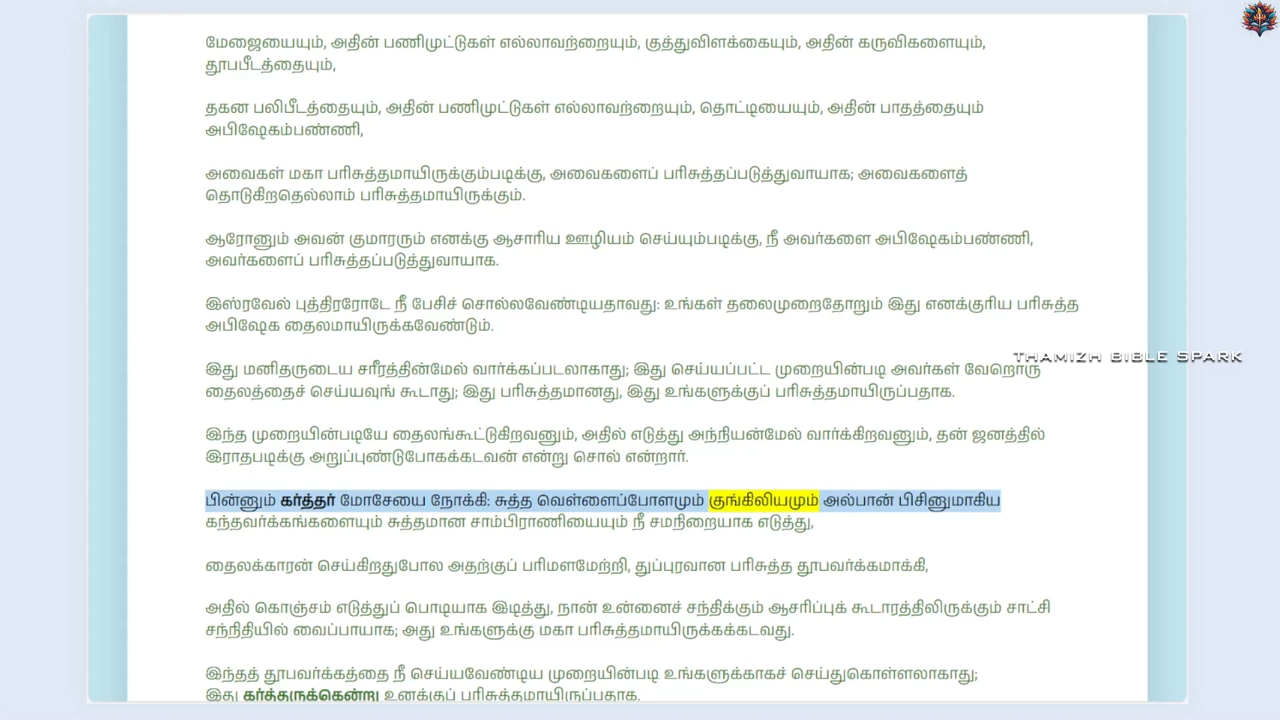 மேஜையையும், அதின் பணிமுட்டுகள் எல்லாவற்றையும், குத்துவிளக்கையும், அதின் கருவிகளையும்,
தூபபீடத்தையும்,
தகன பலிபீடத்தையும், அதின் பணிமுட்டுகள் எல்லாவற்றையும், தொட்டியையும், அதின் பாதத்தையும்
அபிஷேகம்பண்ணி,
அவைகள் மகா பரிசுத்தமாயிருக்கும்படிக்கு, அவைகளைப் பரிசுத்தப்படுத்துவாயாக; அவைகளைத்
தொடுகிறதெல்லாம் பரிசுத்தமாயிருக்கும்.
ஆரோனும் அவன் குமாரரும் எனக்கு ஆசாரிய ஊழியம் செய்யும்படிக்கு, நீ அவர்களை அபிஷேகம்பண்ணி,
அவர்களைப் பரிசுத்தப்படுத்துவாயாக.
இஸ்ரவேல் புத்திரரோடே நீ பேசிச் சொல்லவேண்டியதாவது: உங்கள் தலைமுறைதோறும் இது எனக்குரிய பரிசுத்த
அபிஷேக தைலமாயிருக்கவேண்டும்.
THAMIZH BIBLE SPARK
இது மனிதருடைய சரீரத்தின்மேல் வார்க்கப்படலாகாது; இது செய்யப்பட்ட முறையின்படி அவர்கள் வேறொரு
தைலத்தைச் செய்யவுங் கூடாது; இது பரிசுத்தமானது, இது உங்களுக்குப் பரிசுத்தமாயிருப்பதாக.
இந்த முறையின்படியே தைலங்கூட்டுகிறவனும், அதில் எடுத்து அந்நியன்மேல் வார்க்கிறவனும், தன் ஜனத்தில்
இராதபடிக்கு அறுப்புண்டுபோகக்கடவன் என்று சொல் என்றார்.
பின்னும் கர்த்தர் மோசேயை நோக்கி: சுத்த வெள்ளைப்போளமும் குங்கிலியமும் அல்பான் பிசினுமாகிய
கந்தவர்க்கங்களையும் சுத்தமான சாம்பிராணியையும் நீ சமநிறையாக எடுத்து,
தைலக்காரன் செய்கிறதுபோல அதற்குப் பரிமளமேற்றி, துப்புரவான பரிசுத்த தூபவர்க்கமாக்கி,
அதில் கொஞ்சம் எடுத்துப் பொடியாக இடித்து, நான் உன்னைச் சந்திக்கும் ஆசரிப்புக் கூடாரத்திலிருக்கும் சாட்சி
சந்நிதியில் வைப்பாயாக; அது உங்களுக்கு மகா பரிசுத்தமாயிருக்கக்கடவது.
இந்தத் தூபவர்க்கத்தை நீ செய்யவேண்டிய முறையின்படி உங்களுக்காகச் செய்துகொள்ளலாகாது;
இது கர்த்தருக்கென்று உனக்குப் பரிசுத்தமாயிருப்பதாக.